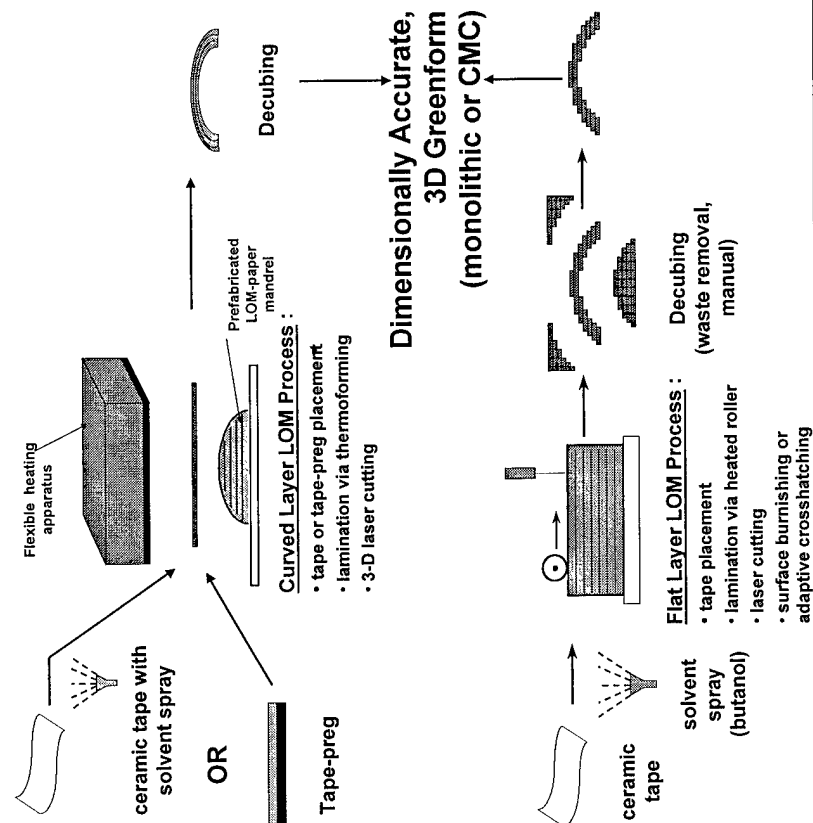 ceramic tape with
solvent spray
OR
Tape-preg
Flexible heating
apparatus
Prefabricated
LOM-paper
mandrel
Curved Layer LOM Process :
• tape or tape-preg placement
• lamination via thermoforming
• 3-D laser cutting
Decubing
Dimensionally Accurate,
3D Greenform
(monolithic or CMC)
ceramic
tape
solvent
spray
(butanol)
Flat Layer LOM Process :
• tape placement
• lamination via heated roller
• laser cutting
• surface burnishing or
adaptive crosshatching
Decubing
(waste removal,
manual)